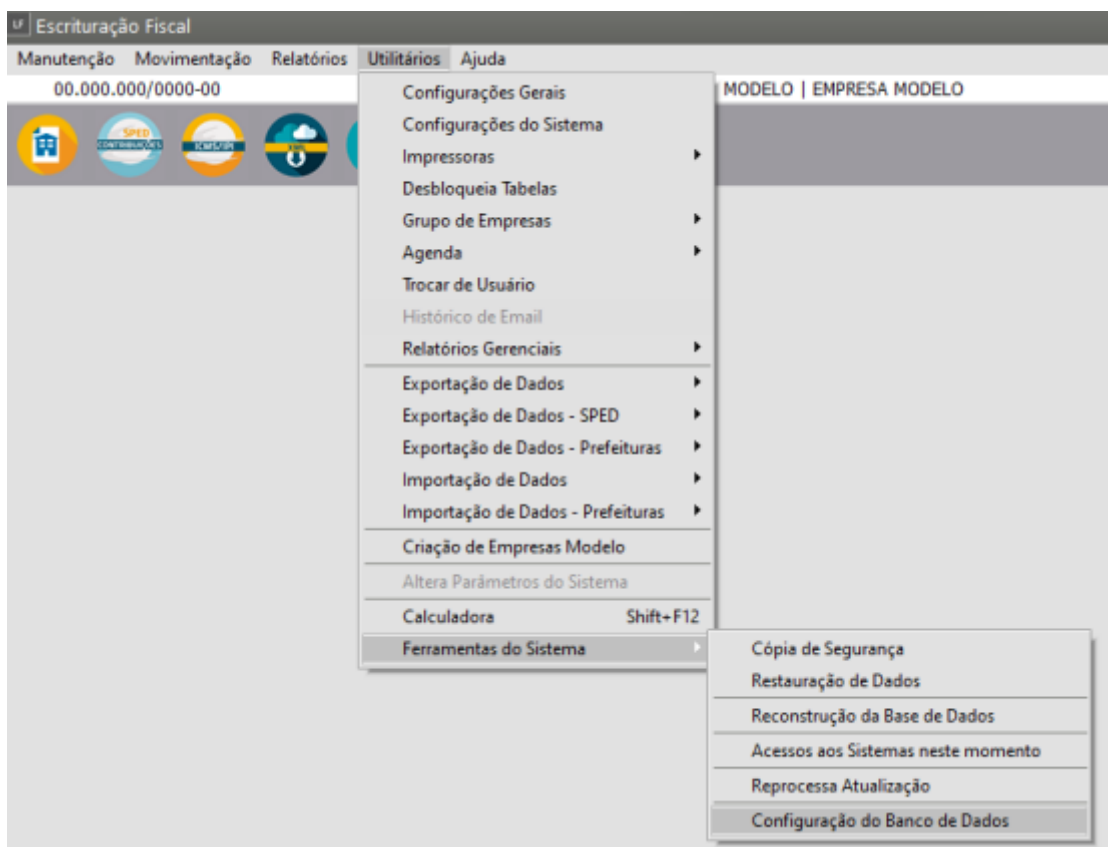 LF Escrituração Fiscal
Manutenção Movimentação Relatórios Utilitários Ajuda
00.000.000/0000-00 MODELO | EMPRESA MODELO
SPED
CONTRIBUIÇÕES
ICMS/IPI
XML
Configurações Gerais
Configurações do Sistema
Impressoras
Desbloqueia Tabelas
Grupo de Empresas
Agenda
Trocar de Usuário
Histórico de Email
Relatórios Gerenciais
Exportação de Dados
Exportação de Dados - SPED
Exportação de Dados - Prefeituras
Importação de Dados
Importação de Dados - Prefeituras
Criação de Empresas Modelo
Altera Parâmetros do Sistema
Calculadora Shift+F12
Ferramentas do Sistema
Cópia de Segurança
Restauração de Dados
Reconstrução da Base de Dados
Acessos aos Sistemas neste momento
Reprocessa Atualização
Configuração do Banco de Dados